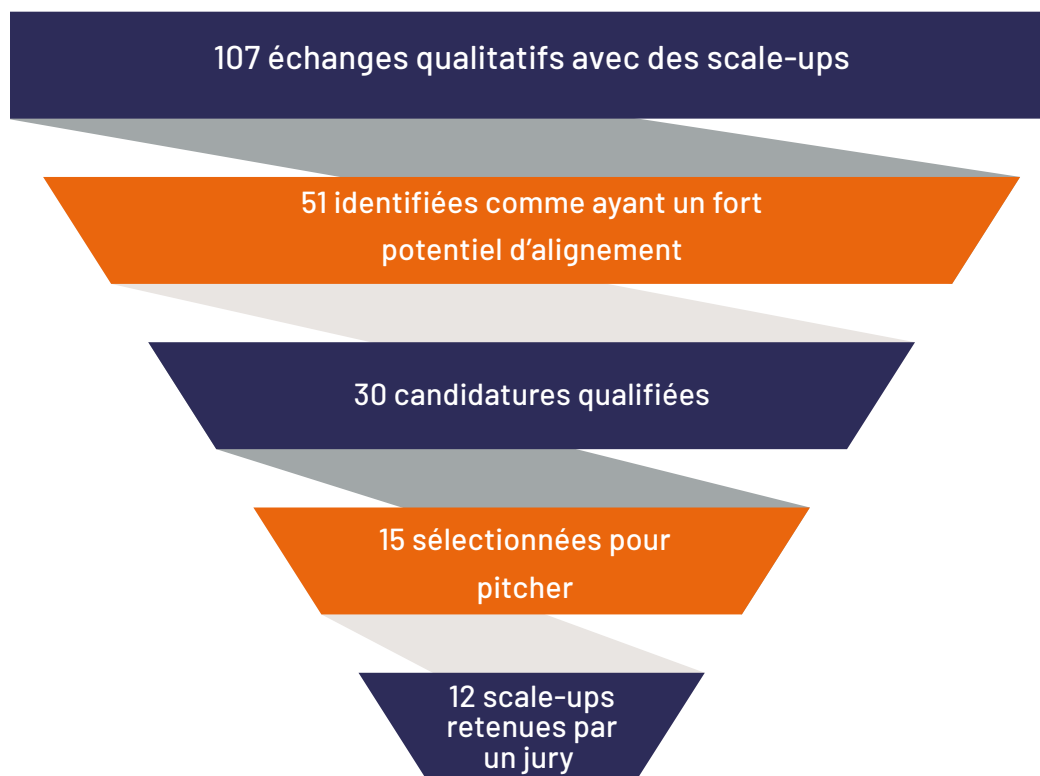 107 échanges qualitatifs avec des scale-ups
51 identifiées comme ayant un fort
potentiel d’alignement
30 candidatures qualifiées
15 sélectionnées pour
pitcher
12 scale-ups
retenues par
un jury